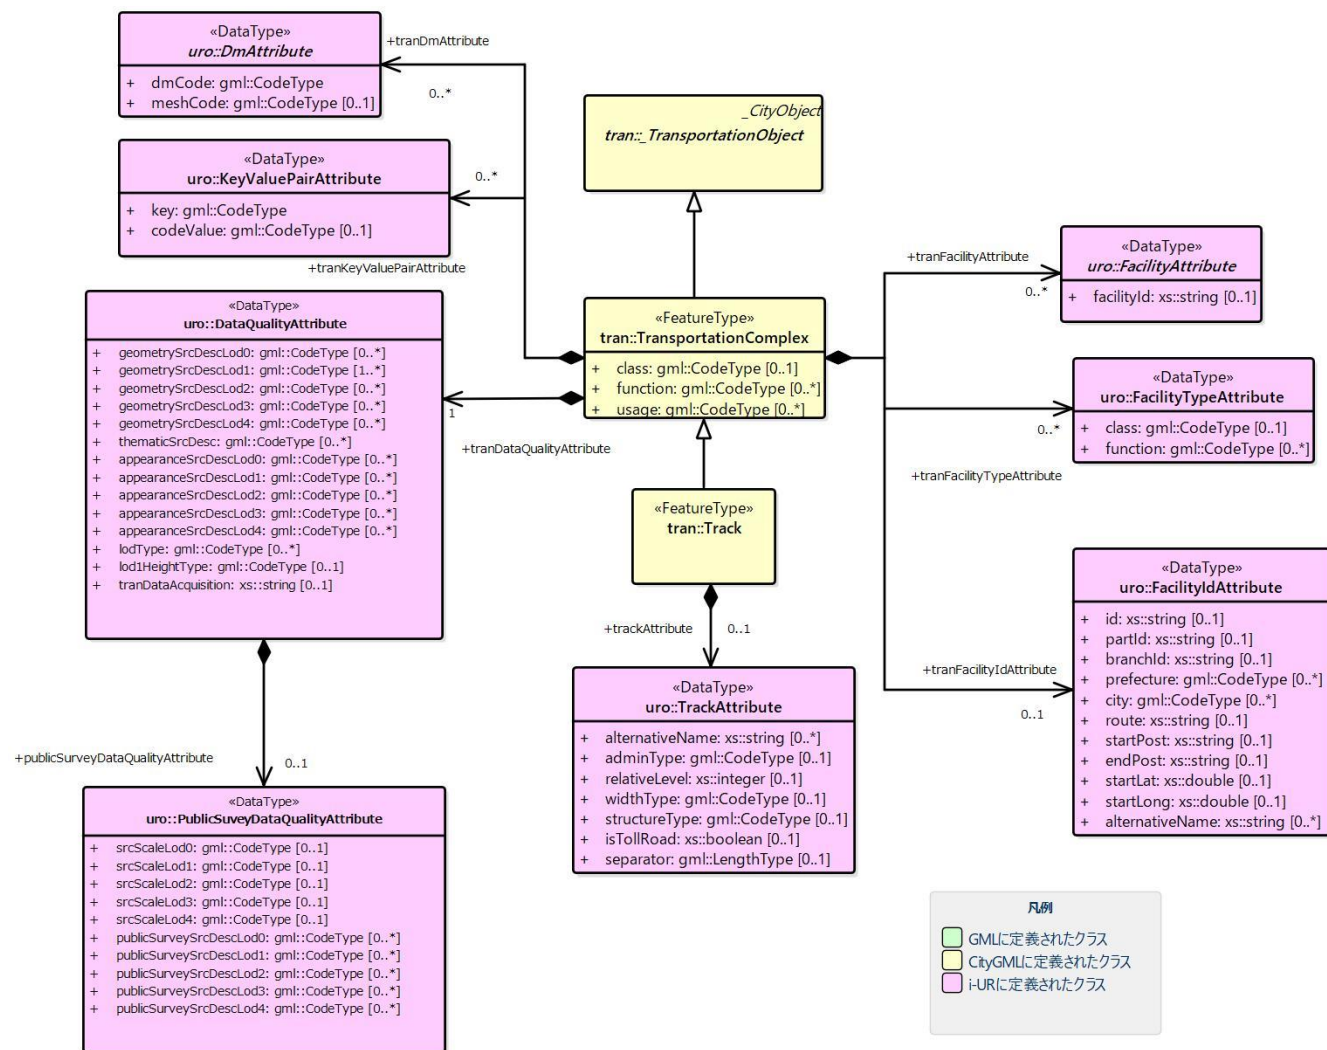 «DataType»
uro::DmAttribute
+ dmCode: gml::CodeType
+ meshCode: gml::CodeType [0..1]
+tranDmAttribute
0..*
«DataType»
uro::KeyValuePairAttribute
+ key: gml::CodeType
+ codeValue: gml::CodeType [0..1]
0..*
+tranKeyValuePairAttribute
_CityObject
tran::_TransportationObject
«FeatureType»
tran::TransportationComplex
+ class: gml::CodeType [0..1]
+ function: gml::CodeType [0..*]
+ usage: gml::CodeType [0..*]
+tranFacilityAttribute
0..*
«DataType»
uro::FacilityAttribute
+ facilityId: xs::string [0..1]
«DataType»
uro::FacilityTypeAttribute
+ class: gml::CodeType [0..1]
+ function: gml::CodeType [0..*]
0..*
+tranFacilityTypeAttribute
«DataType»
uro::DataQualityAttribute
+ geometrySrcDescLod0: gml::CodeType [0..*]
+ geometrySrcDescLod1: gml::CodeType [1..*]
+ geometrySrcDescLod2: gml::CodeType [0..*]
+ geometrySrcDescLod3: gml::CodeType [0..*]
+ geometrySrcDescLod4: gml::CodeType [0..*]
+ thematicSrcDesc: gml::CodeType [0..*]
+ appearanceSrcDescLod0: gml::CodeType [0..*]
+ appearanceSrcDescLod1: gml::CodeType [0..*]
+ appearanceSrcDescLod2: gml::CodeType [0..*]
+ appearanceSrcDescLod3: gml::CodeType [0..*]
+ appearanceSrcDescLod4: gml::CodeType [0..*]
+ lodType: gml::CodeType [0..*]
+ lod1HeightType: gml::CodeType [0..1]
+ tranDataAcquisition: xs::string [0..1]
1
+tranDataQualityAttribute
«FeatureType»
tran::Track
+trackAttribute
0..1
«DataType»
uro::TrackAttribute
+ alternativeName: xs::string [0..*]
+ adminType: gml::CodeType [0..1]
+ relativeLevel: xs::integer [0..1]
+ widthType: gml::CodeType [0..1]
+ structureType: gml::CodeType [0..1]
+ isTollRoad: xs::boolean [0..1]
+ separator: gml::LengthType [0..1]
+tranFacilityIdAttribute
0..1
«DataType»
uro::FacilityIdAttribute
+ id: xs::string [0..1]
+ partId: xs::string [0..1]
+ branchId: xs::string [0..1]
+ prefecture: gml::CodeType [0..*]
+ city: gml::CodeType [0..*]
+ route: xs::string [0..1]
+ startPost: xs::string [0..1]
+ endPost: xs::string [0..1]
+ startLat: xs::double [0..1]
+ startLong: xs::double [0..1]
+ alternativeName: xs::string [0..*]
+publicSurveyDataQualityAttribute
0..1
«DataType»
uro::PublicSuveyDataQualityAttribute
+ srcScaleLod0: gml::CodeType [0..1]
+ srcScaleLod1: gml::CodeType [0..1]
+ srcScaleLod2: gml::CodeType [0..1]
+ srcScaleLod3: gml::CodeType [0..1]
+ srcScaleLod4: gml::CodeType [0..1]
+ publicSurveySrcDescLod0: gml::CodeType [0..*]
+ publicSurveySrcDescLod1: gml::CodeType [0..*]
+ publicSurveySrcDescLod2: gml::CodeType [0..*]
+ publicSurveySrcDescLod3: gml::CodeType [0..*]
+ publicSurveySrcDescLod4: gml::CodeType [0..*]
凡例
GMLに定義されたクラス
CityGMLに定義されたクラス
i-URに定義されたクラス